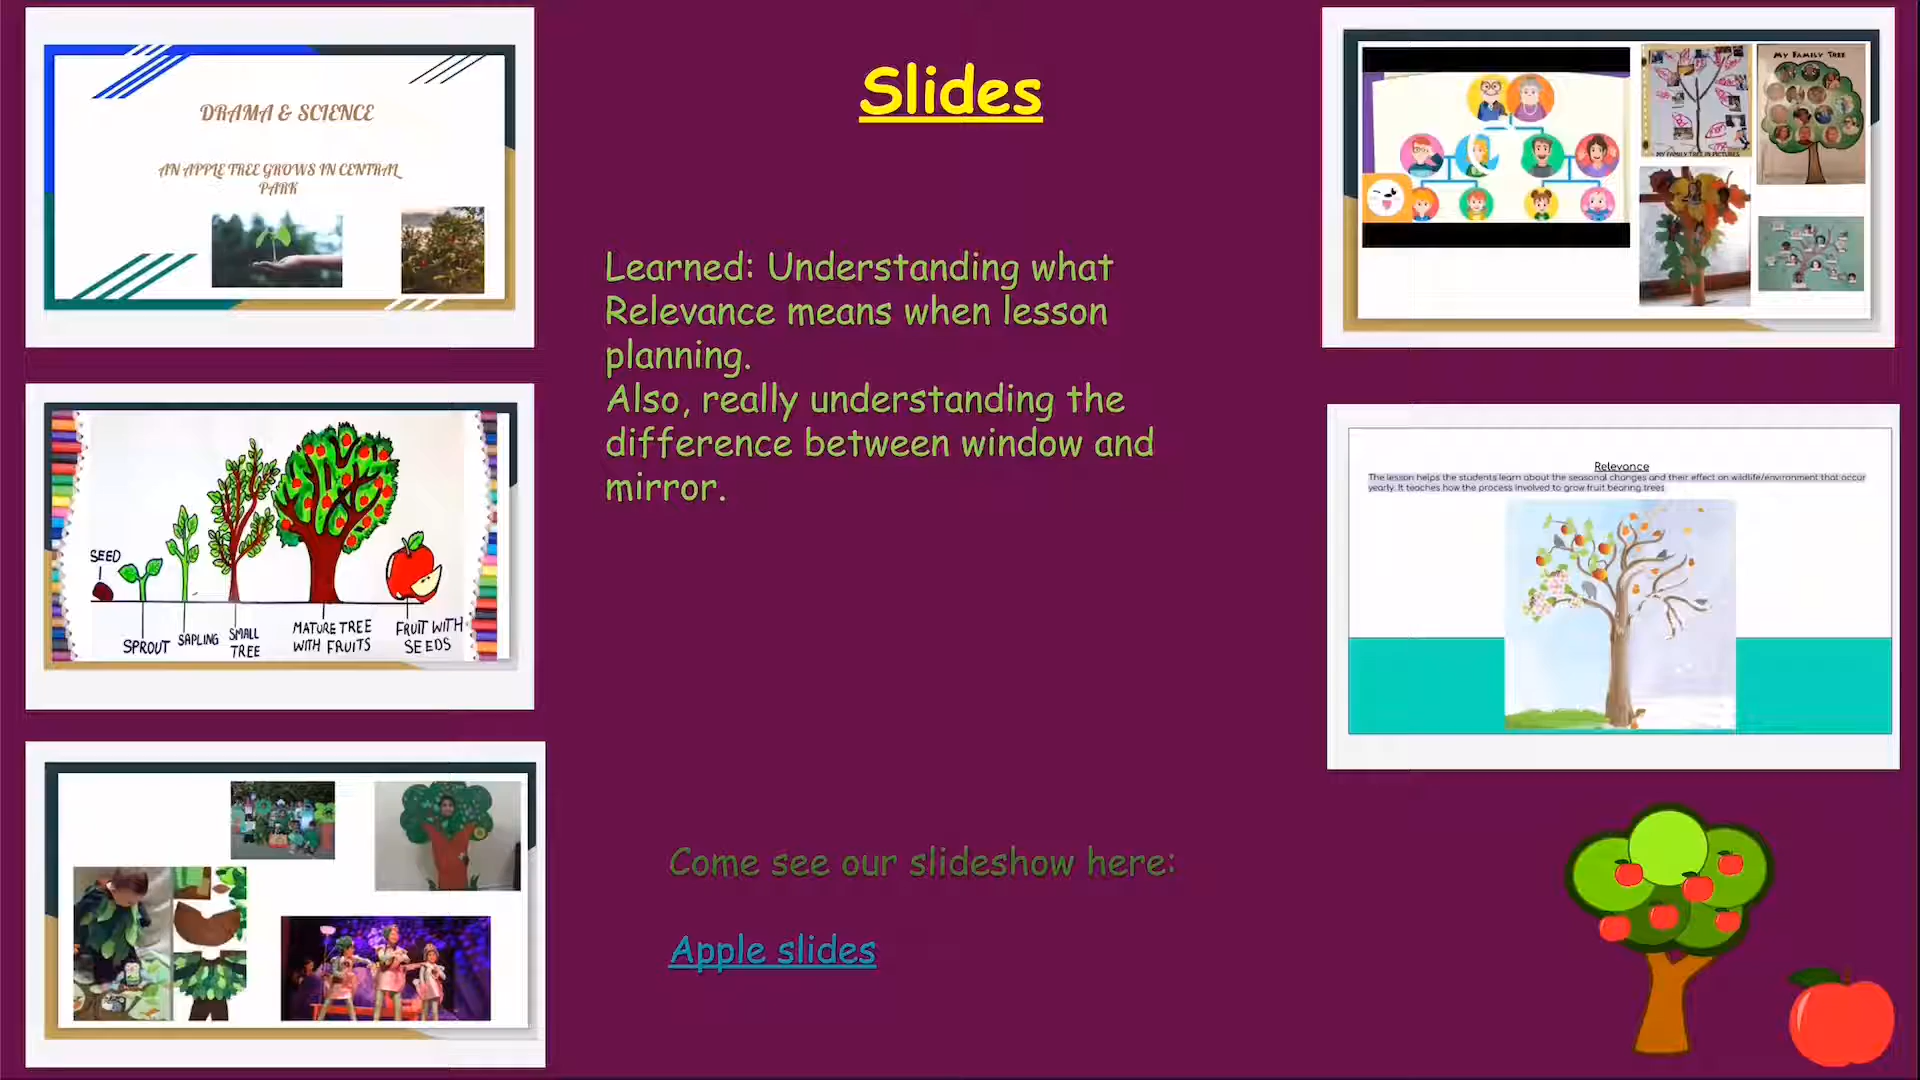 Slides
DRAMA & SCIENCE
AN APPLE TREE GROWS IN CENTRAL
PARK
SEED
SPROUT
SAPLING
SMALL
TREE
MATURE TREE
WITH FRUITS
FRUIT WITH
SEEDS
Learned: Understanding what
Relevance means when lesson
planning.
Also, really understanding the
difference between window and
mirror.
Come see our slideshow here:
Apple slides
MY FAMILY TREE IN PICTURES
MY FAMILY TREE
Relevance
The lesson helps the students learn about the seasonal changes and their effect on wildlife/environment that occur
yearly. It teaches how the process involved to grow fruit bearing trees